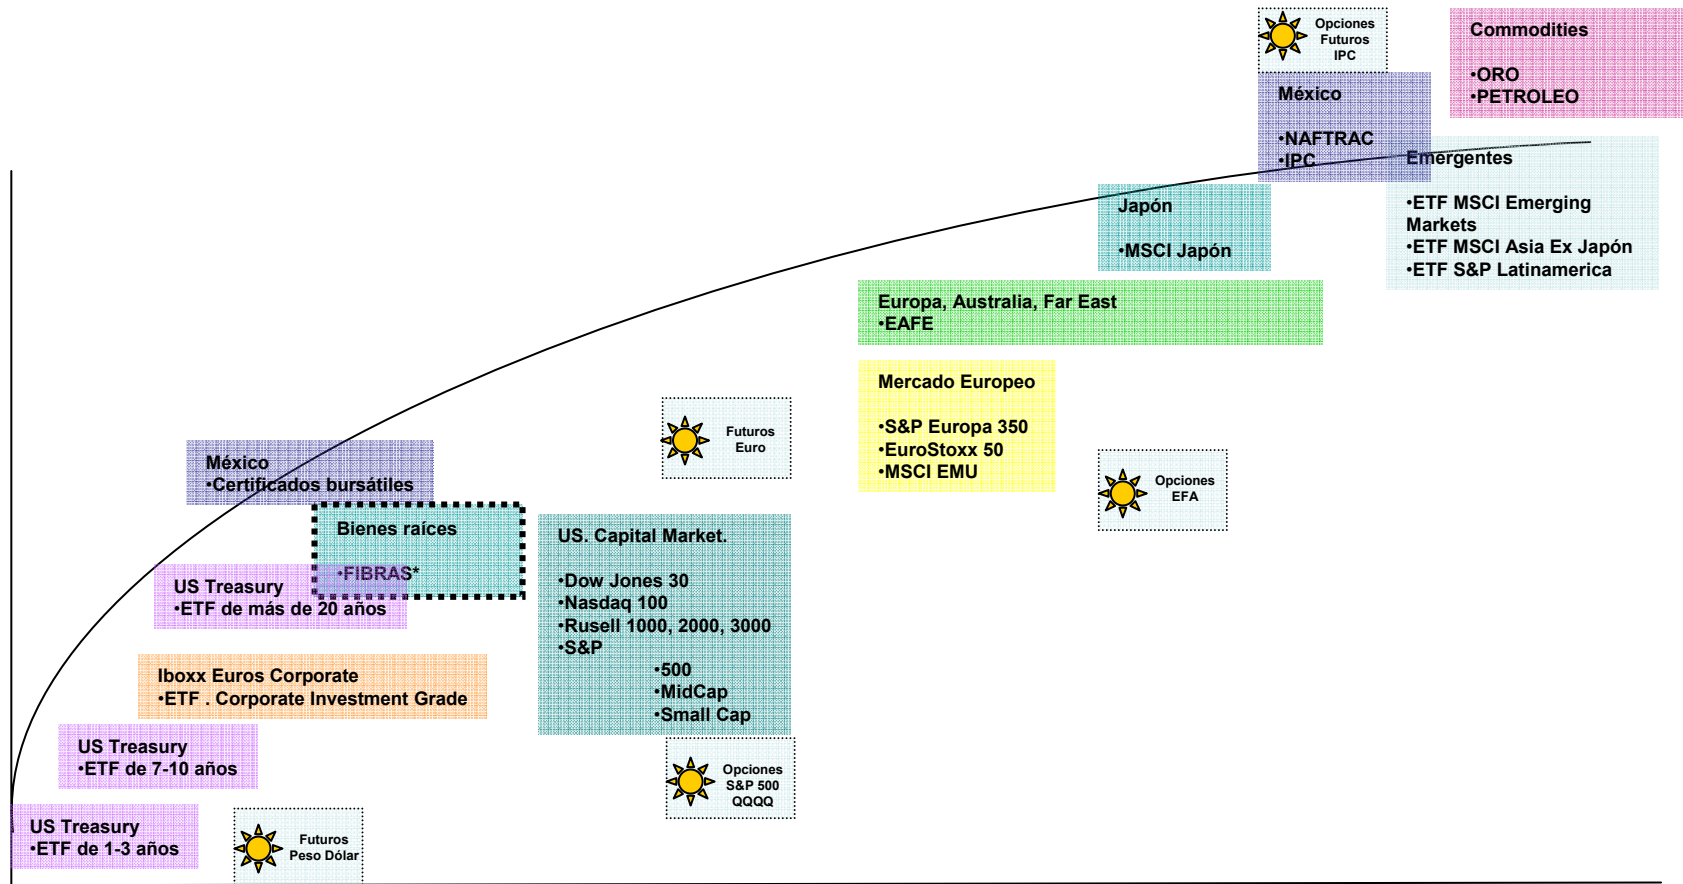 Opciones
Futuros
IPC
Commodities
•ORO
•PETROLEO
México
•NAFTRAC
•IPC
Emergentes
•ETF MSCI Emerging
Markets
•ETF MSCI Asia Ex Japón
•ETF S&P Latinamerica
Japón
•MSCI Japón
Europa, Australia, Far East
•EAFE
Mercado Europeo
•S&P Europa 350
•EuroStoxx 50
•MSCI EMU
Futuros
Euro
Opciones
EFA
México
•Certificados bursátiles
Bienes raíces
•FIBRAS*
US Treasury
•ETF de más de 20 años
US. Capital Market.
•Dow Jones 30
•Nasdaq 100
•Rusell 1000, 2000, 3000
•S&P
•500
•MidCap
•Small Cap
Iboxx Euros Corporate
•ETF . Corporate Investment Grade
US Treasury
•ETF de 7-10 años
Opciones
S&P 500
QQQQ
US Treasury
•ETF de 1-3 años
Futuros
Peso Dólar